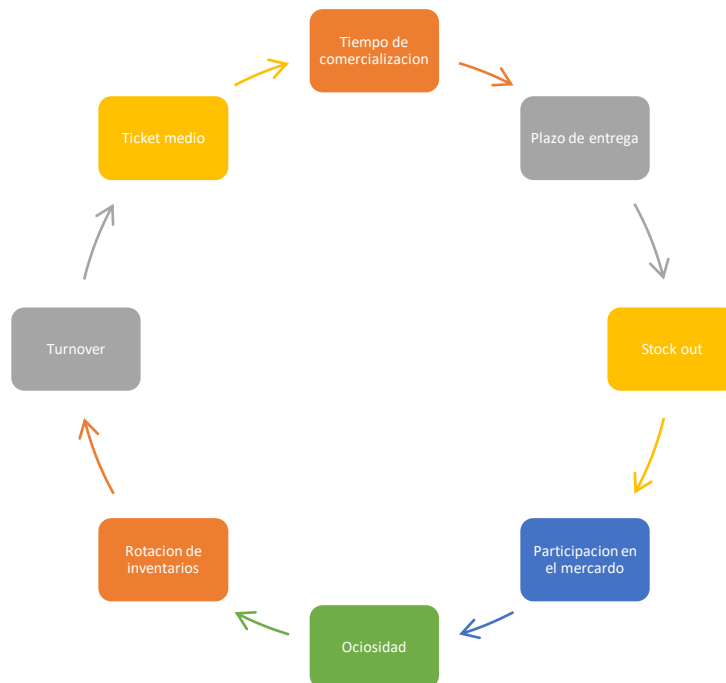 Tiempo de
comercializacion
Plazo de entrega
Stock out
Participacion en
el mercardo
Ociosidad
Rotacion de
inventarios
Turnover
Ticket medio